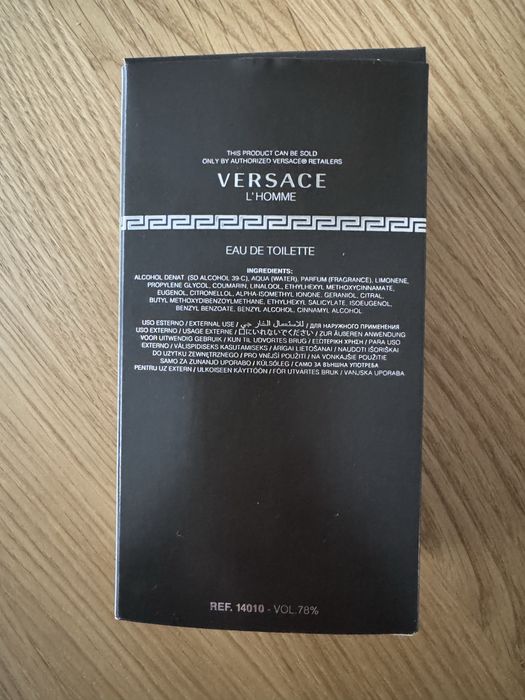 THIS PRODUCT CAN BE SOLD
ONLY BY AUTHORIZED VERSACE® RETAILERS
VERSACE
L'HOMME
EAU DE TOILETTE
INGREDIENTS:
ALCOHOL DENAT. (SD ALCOHOL 39-C), AQUA (WATER), PARFUM (FRAGRANCE), LIMONENE,
PROPYLENE GLYCOL, COUMARIN, LINALOOL, ETHYLHEXYL METHOXYCINNAMATE,
EUGENOL, CITRONELLOL, ALPHA-ISOMETHYL IONONE, GERANIOL, CITRAL,
BUTYL METHOXYDIBENZOYLMETHANE, ETHYLHEXYL SALICYLATE, ISOEUGENOL,
BENZYL BENZOATE, BENZYL ALCOHOL, CINNAMYL ALCOHOL
USO ESTERNO / EXTERNAL USE / للاستعمال الخارجي / ДЛЯ НАРУЖНОГО ПРИМЕНЕНИЯ
USO EXTERNO / USAGE EXTERNE / 口にいれないでください / ZUR ÄUßEREN ANWENDUNG
VOOR UITWENDIG GEBRUIK / KUN TIL UDVORTES BRUG / ΕΞΩΤΕΡΙΚΗ ΧΡΗΣΗ / PARA USO
EXTERNO / VÄLISPIDISEKS KASUTAMISEKS / ĀRĪGAI LIETOŠANAI / NAUDOTI IŠORIŠKAI
DO UŻYTKU ZEWNĘTRZNEGO / PRO VNĚJŠÍ POUŽITÍ / NA VONKAJŠIE POUŽITIE
SAMO ZA ZUNANJO UPORABO / KÜLSŐLEG / САМО ЗА ВЪНШНА УПОТРЕБА
PENTRU UZ EXTERN / ULKOISEEN KÄYTTÖÖN / FÖR UTVÄRTES BRUK / VANJSKA UPORABA
REF. 14010 - VOL.78%